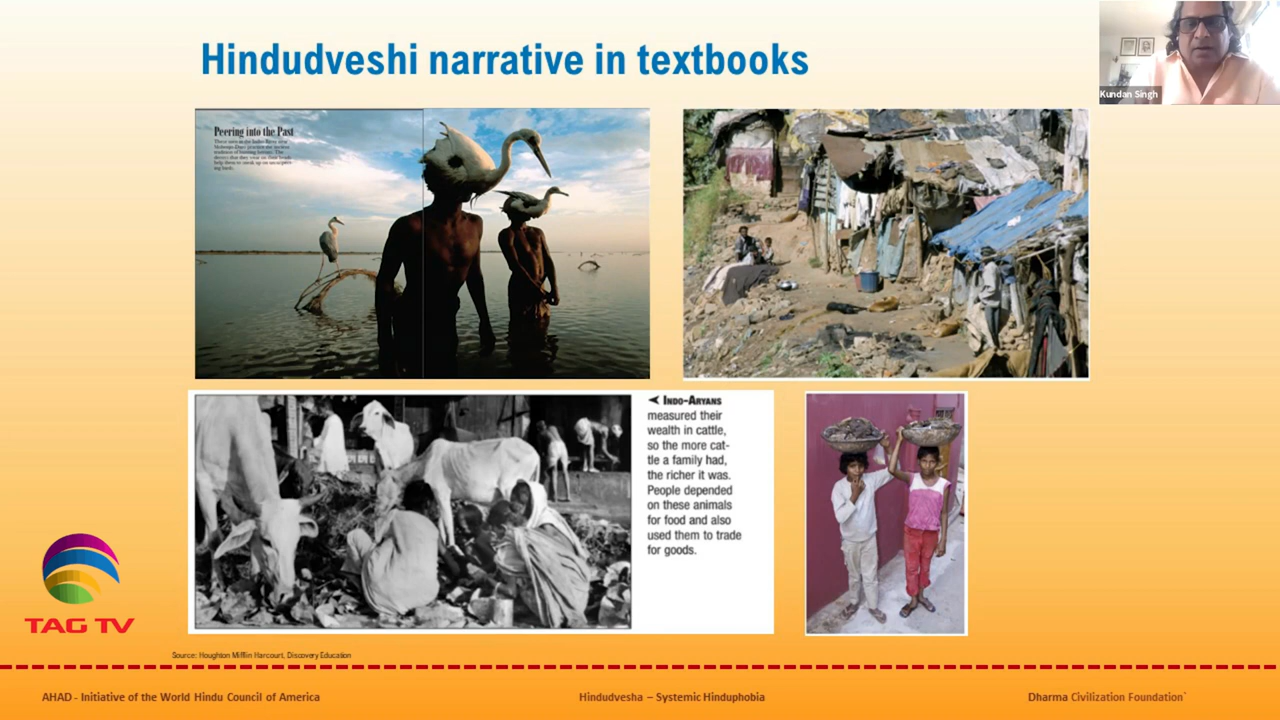 Hindudveshi narrative in textbooks
Kundan Singh
Peering into the Past
INDO-ARYANS
measured their
wealth in cattle,
so the more cat-
tle a family had,
the richer it was.
People depended
on these animals
for food and also
used them to trade
for goods.
TAG TV
Source: Houghton Mifflin Harcourt, Discovery Education
AHAD - Initiative of the World Hindu Council of America
Hindudvesha – Systemic Hinduphobia
Dharma Civilization Foundation`